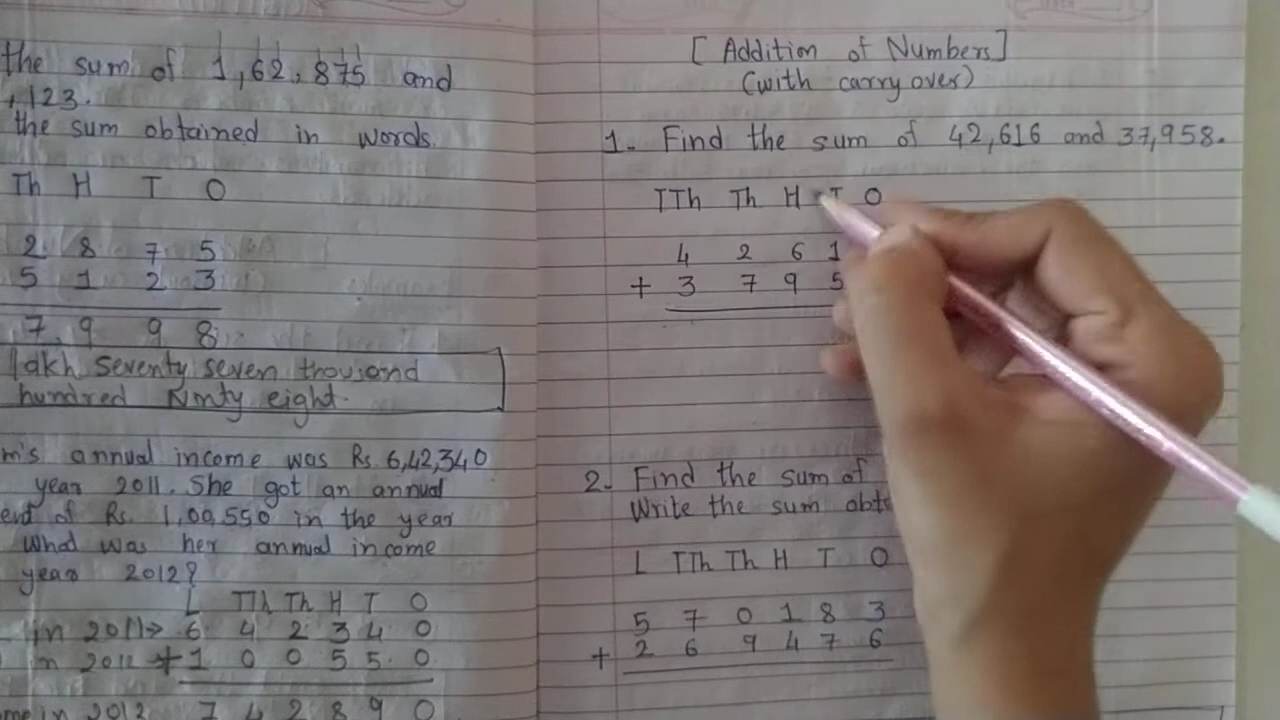 the sum of 1,62,875 and
,123.
the sum obtained in words.
Th H T O
2 8 7 5
5 1 2 3
7 9 9 8
lakh seventy seven thousand
hundred Ninty eight.
m's annual income was Rs. 6,42,340
year 2011. She got an annual
of Rs. 1,00,550 in the year
What was her annual income
year 2012?
L TTh Th H T O
in 2011→ 6 4 2 3 4 0
in 2012 + 1 0 0 5 5 0
me in 2012 7 4 2 8 9 0
[Addition of Numbers]
(with carry over)
1. Find the sum of 42,616 and 37,958.
TTh Th H T O
4 2 6 1
+ 3 7 9 5
2. Find the sum of
Write the sum obt
L TTh Th H T O
5 7 0 1 8 3
+ 2 6 9 4 7 6